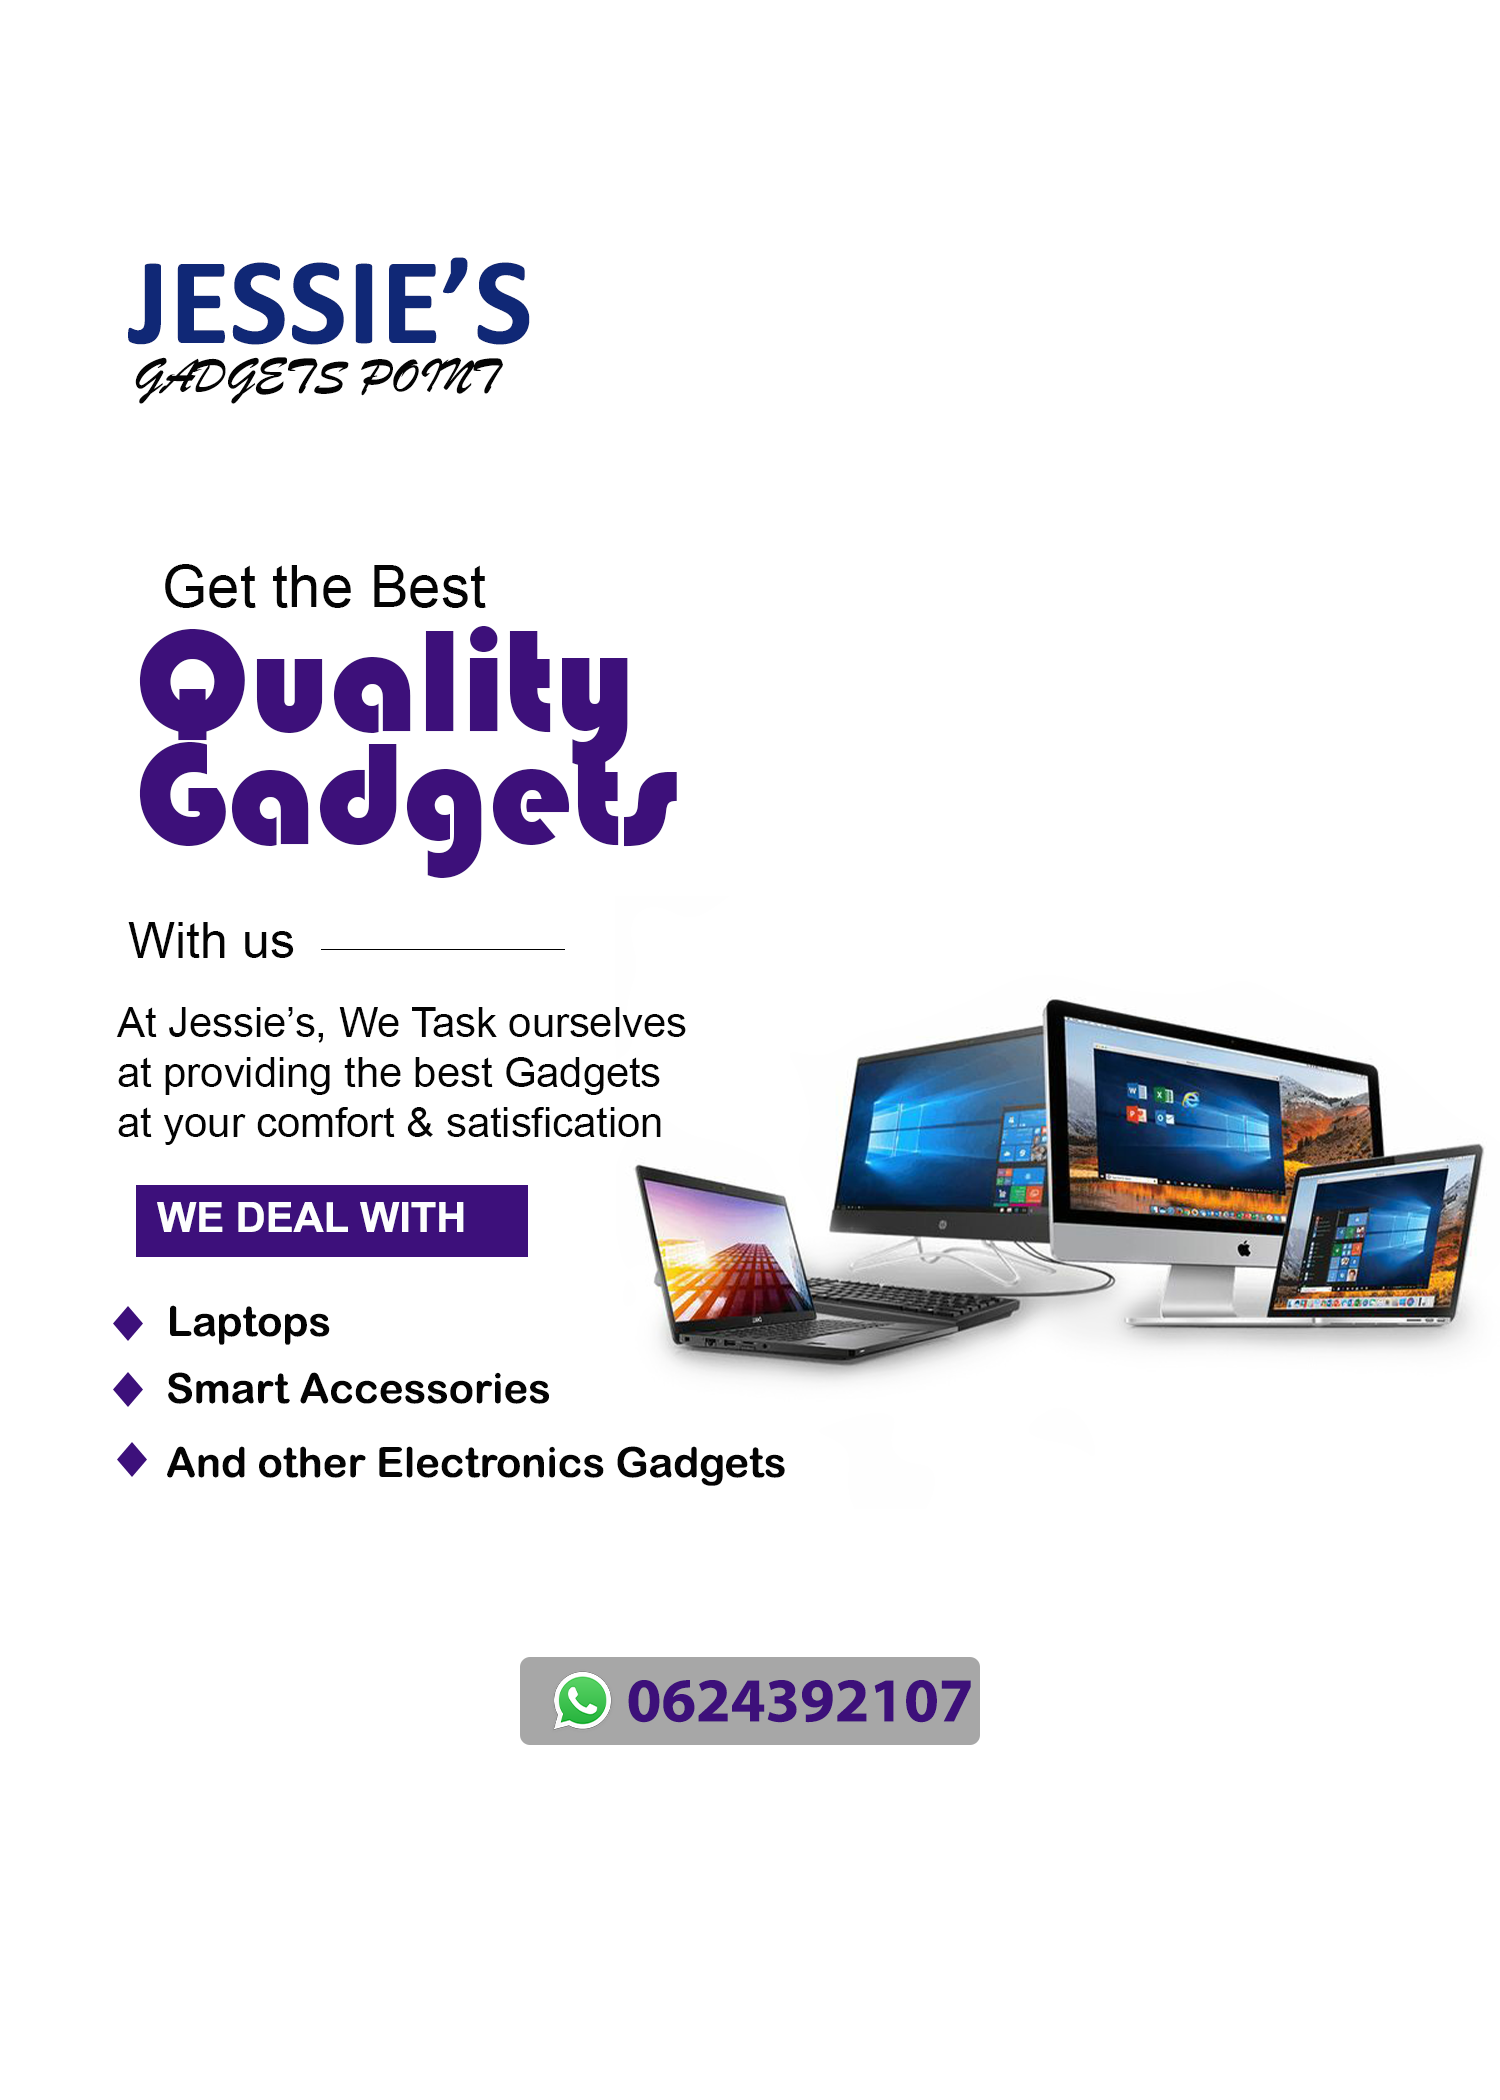 JESSIE’S
GADGETS POINT
Get the Best
Quality
Gadgets
With us
At Jessie’s, We Task ourselves
at providing the best Gadgets
at your comfort & satisfication
WE DEAL WITH
Laptops
Smart Accessories
And other Electronics Gadgets
0624392107